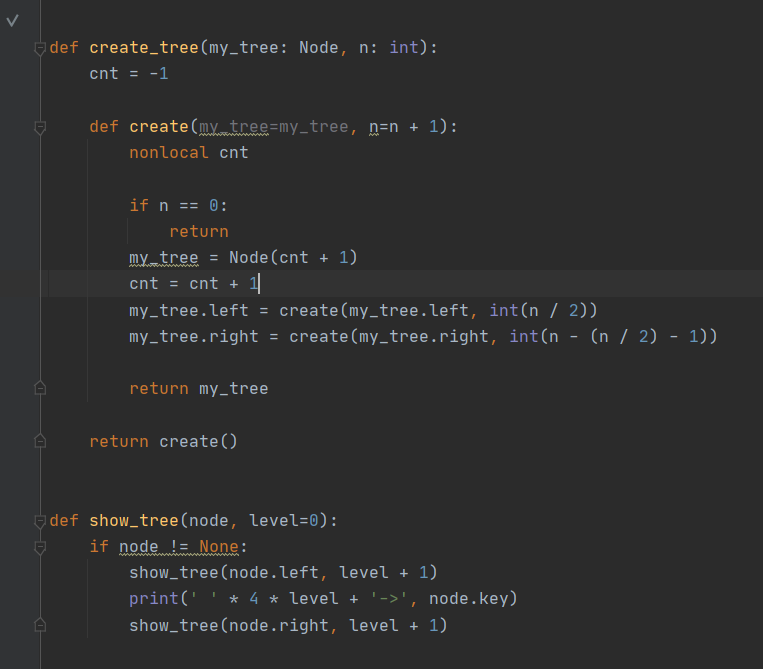 def create_tree(my_tree: Node, n: int):
    cnt = -1
    def create(my_tree=my_tree, n=n + 1):
        nonlocal cnt
        if n == 0:
            return
        my_tree = Node(cnt + 1)
        cnt = cnt + 1
        my_tree.left = create(my_tree.left, int(n / 2))
        my_tree.right = create(my_tree.right, int(n - (n / 2) - 1))
        return my_tree
    return create()
def show_tree(node, level=0):
    if node != None:
        show_tree(node.left, level + 1)
        print(' ' * 4 * level + '->', node.key)
        show_tree(node.right, level + 1)